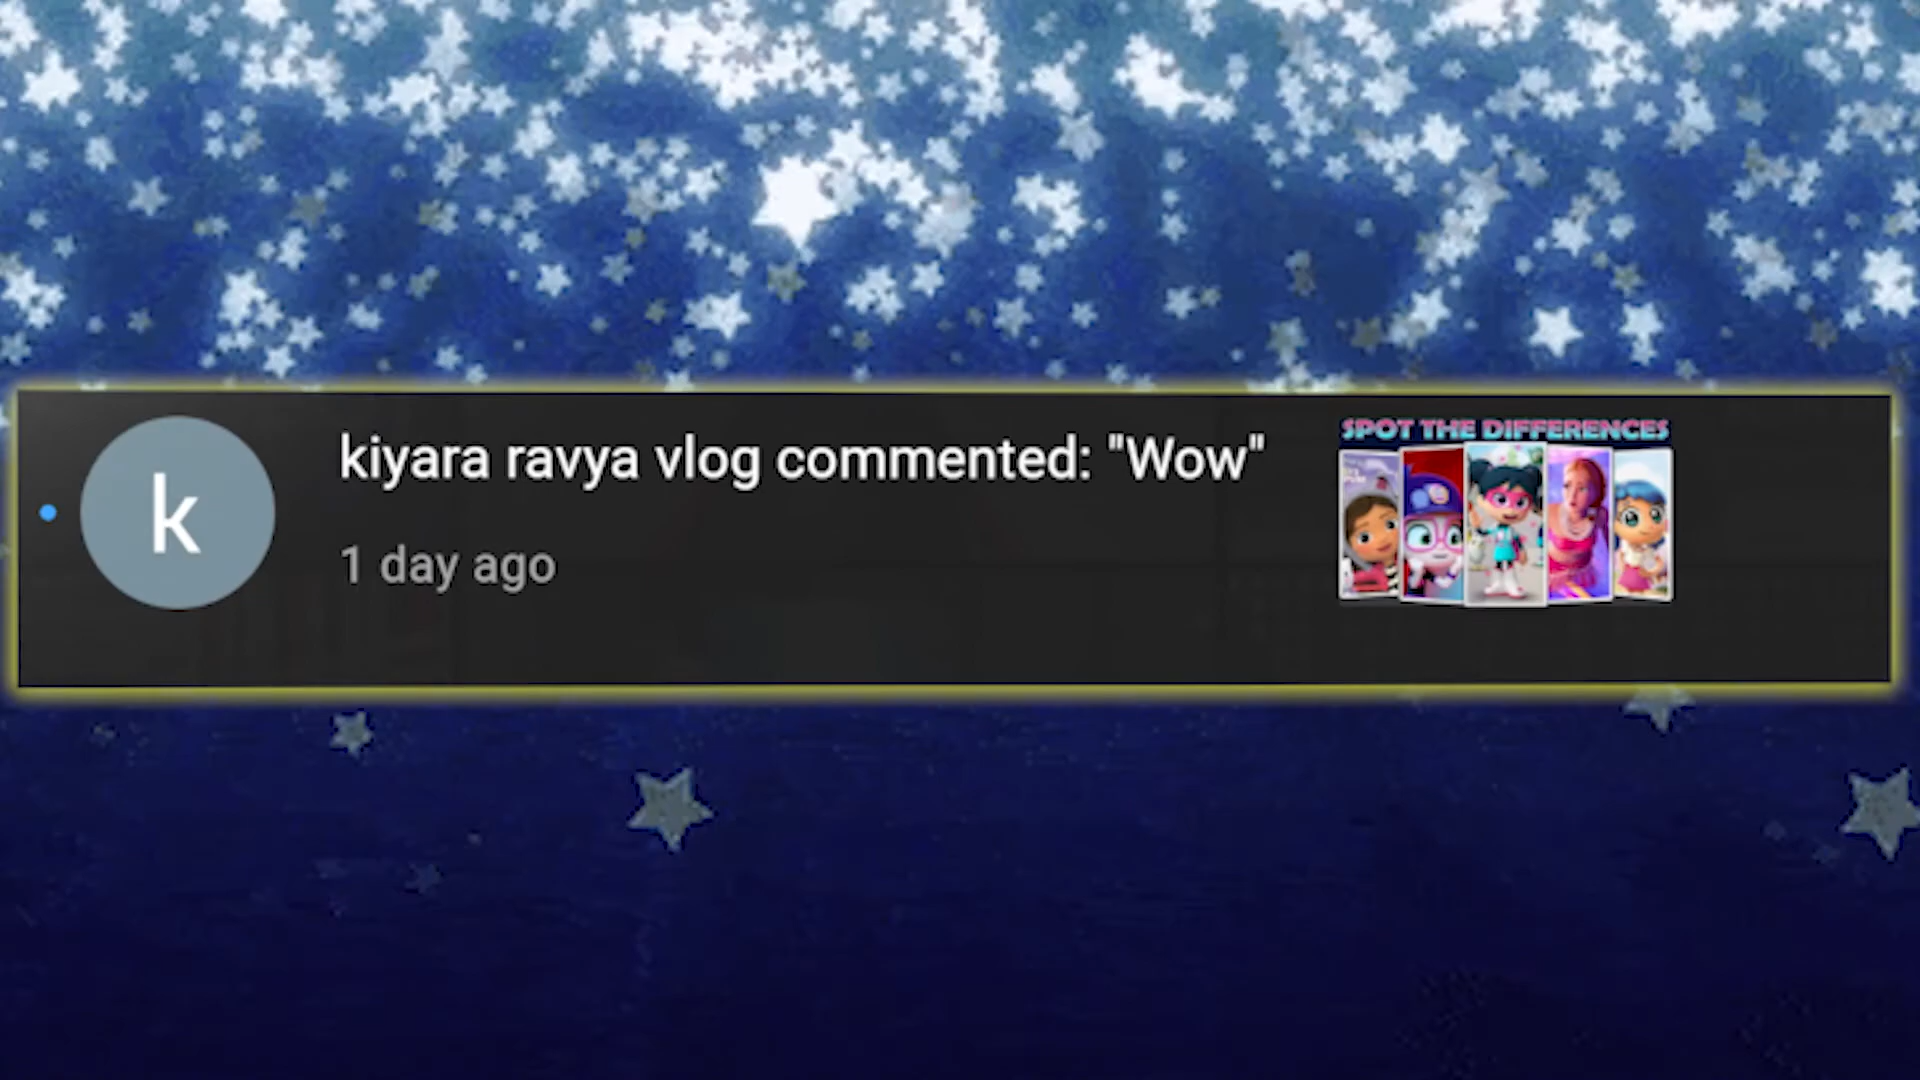 kiyara ravya vlog commented: "Wow"
1 day ago
k
SPOT THE DIFFERENCES